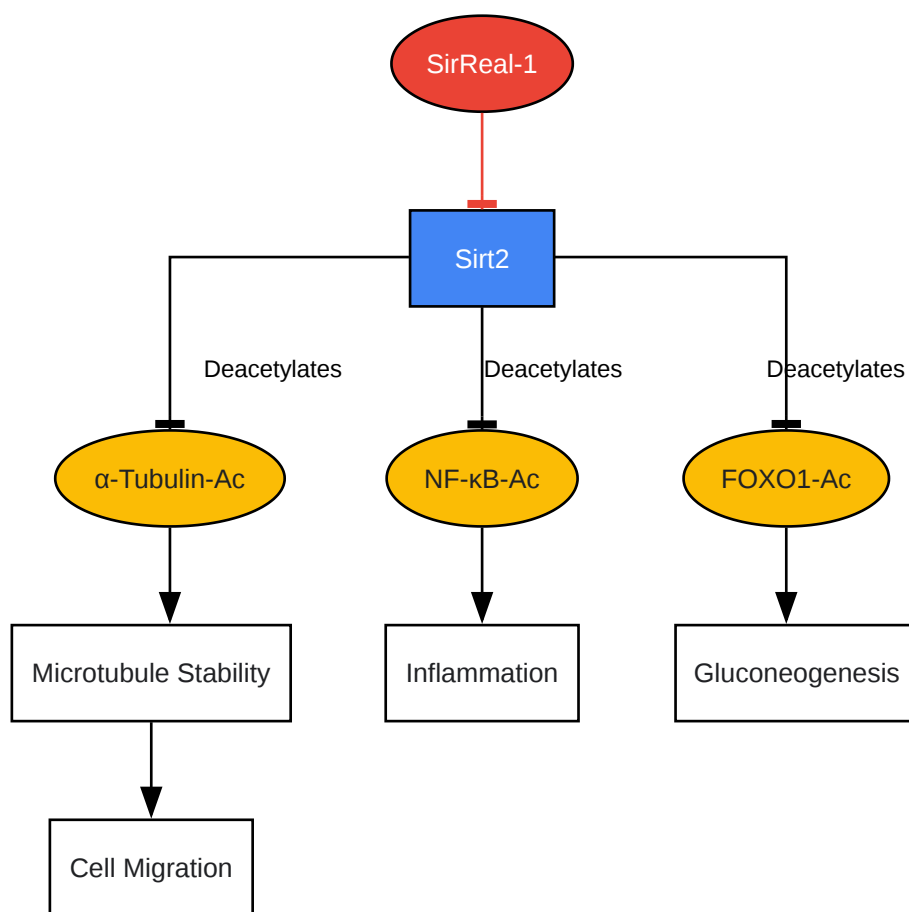 SirReal-1
Sirt2
Deacetylates
Deacetylates
Deacetylates
α-Tubulin-Ac
NF-κB-Ac
FOXO1-Ac
Microtubule Stability
Inflammation
Gluconeogenesis
Cell Migration